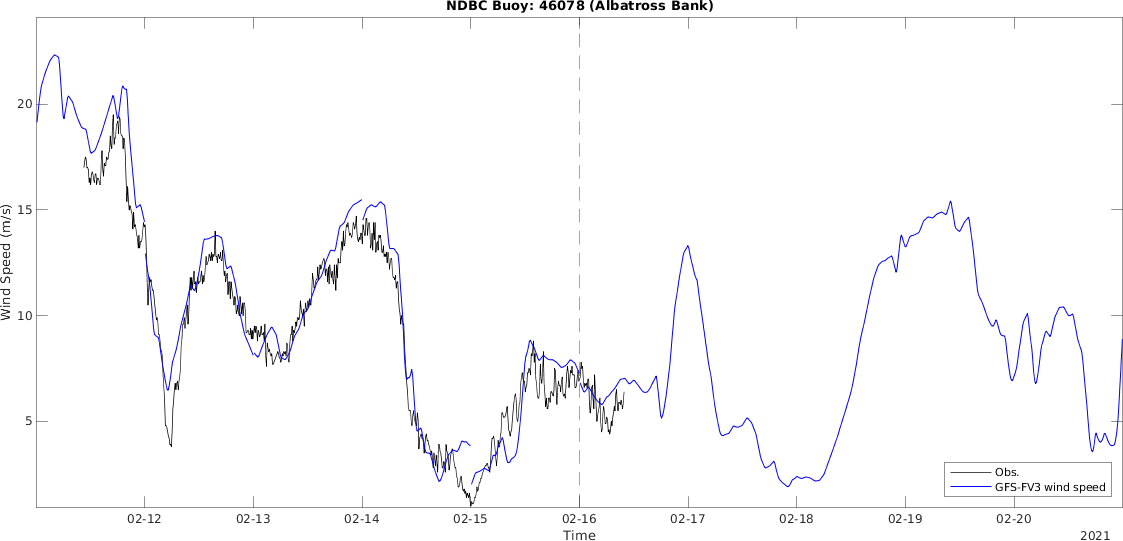 NDBC Buoy: 46078 (Albatross Bank)
Wind Speed (m/s)
20
15
10
5
Obs.
GFS-FV3 wind speed
02-12 02-13 02-14 02-15 02-16 02-17 02-18 02-19 02-20
Time
2021